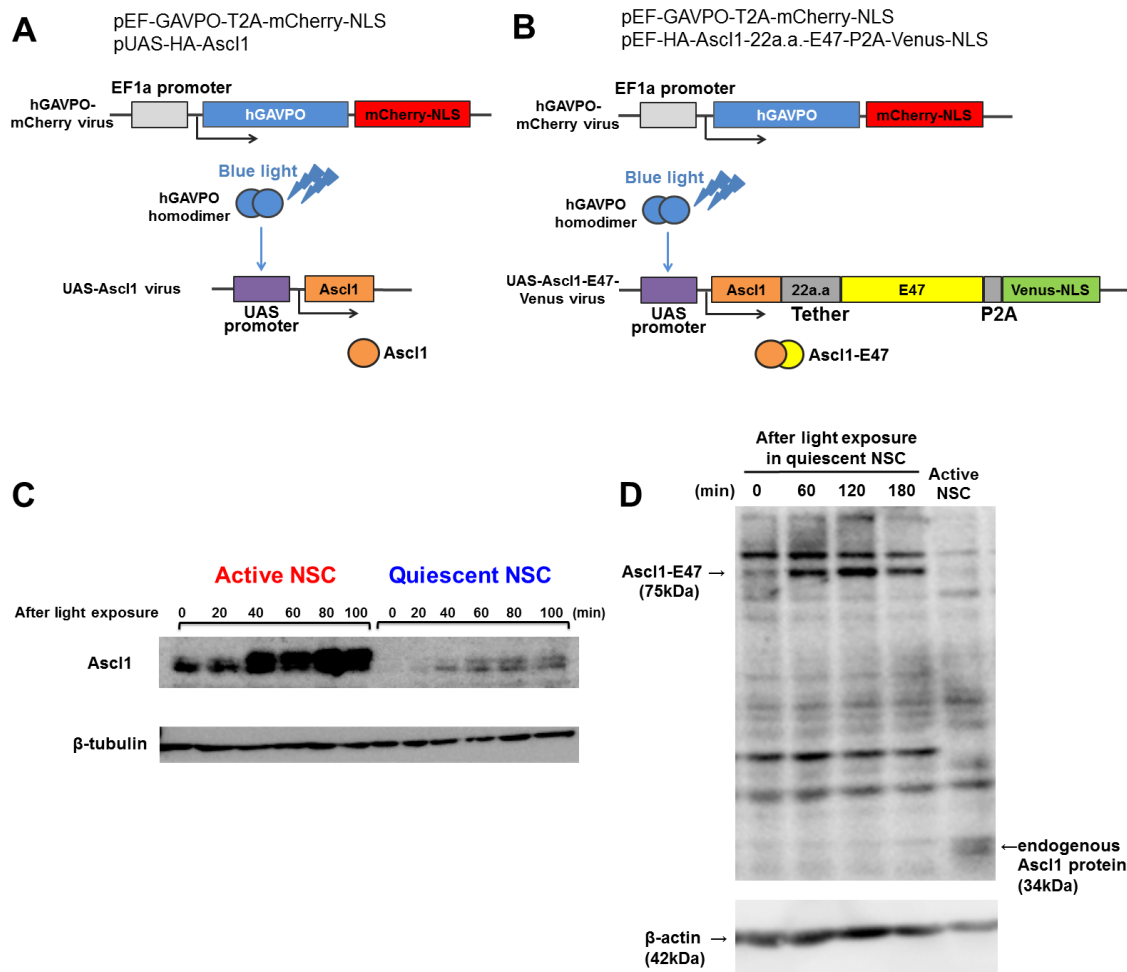 A
pEF-GAVPO-T2A-mCherry-NLS
pUAS-HA-Ascl1
EF1a promoter
hGAVPO-
mCherry virus
hGAVPO
mCherry-NLS
Blue light
hGAVPO
homodimer
UAS-Ascl1 virus
Ascl1
UAS
promoter
Ascl1
B
pEF-GAVPO-T2A-mCherry-NLS
pEF-HA-Ascl1-22a.a.-E47-P2A-Venus-NLS
EF1a promoter
hGAVPO-
mCherry virus
hGAVPO
mCherry-NLS
Blue light
hGAVPO
homodimer
UAS-Ascl1-E47-
Venus virus
Ascl1
22a.a
E47
Venus-NLS
UAS
promoter
Tether
P2A
Ascl1-E47
C
Active NSC
Quiescent NSC
After light exposure
0 20 40 60 80 100 0 20 40 60 80 100 (min)
Ascl1
β-tubulin
D
After light exposure
in quiescent NSC
Active
NSC
(min) 0 60 120 180
Ascl1-E47 →
(75kDa)
←endogenous
Ascl1 protein
(34kDa)
β-actin →
(42kDa)